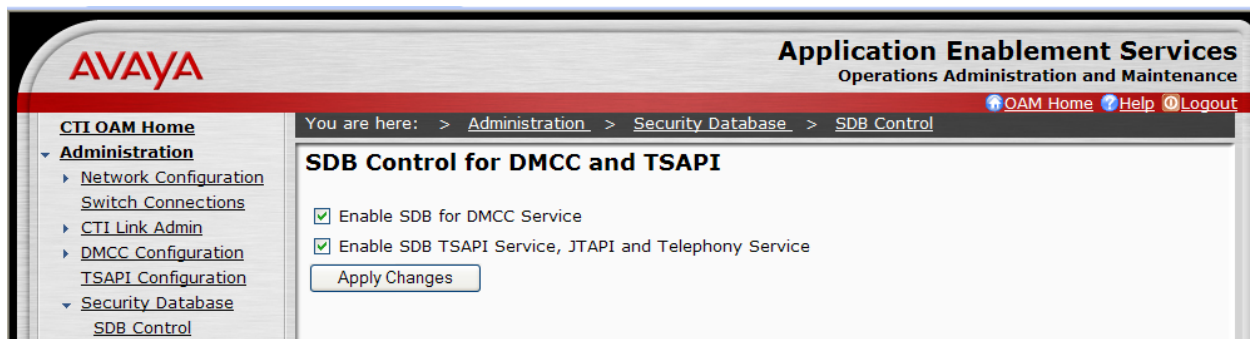 AVAYA
Application Enablement Services
Operations Administration and Maintenance
OAM Home Help Logout
CTI OAM Home
Administration
Network Configuration
Switch Connections
CTI Link Admin
DMCC Configuration
TSAPI Configuration
Security Database
SDB Control
You are here: > Administration > Security Database > SDB Control
SDB Control for DMCC and TSAPI
Enable SDB for DMCC Service
Enable SDB TSAPI Service, JTAPI and Telephony Service
Apply Changes